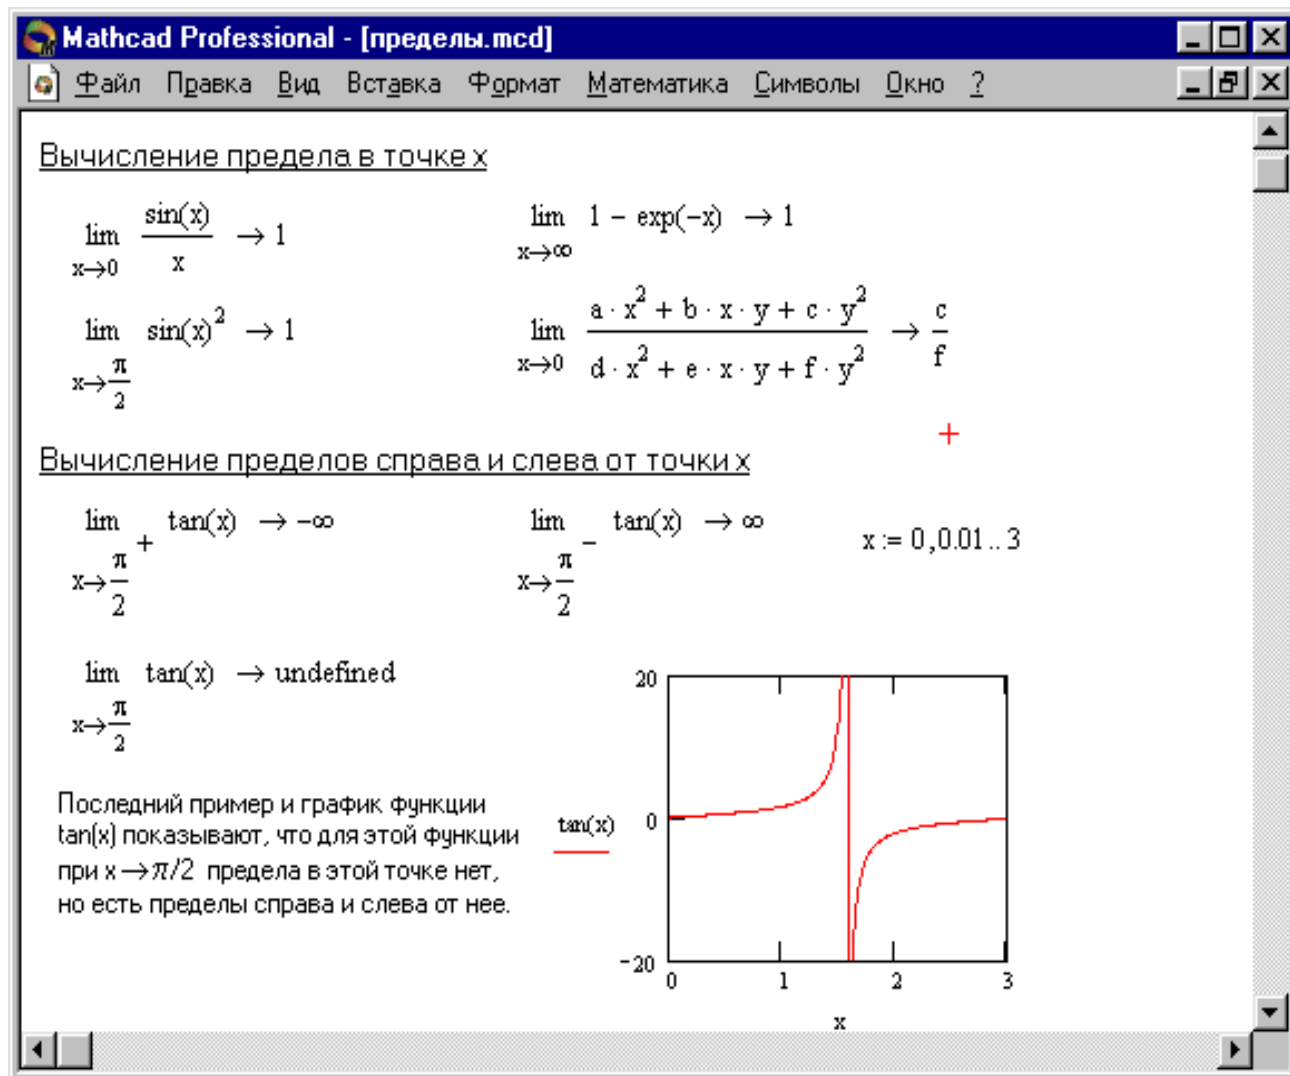 Mathcad Professional - [пределы.mcd]
Файл Правка Вид Вставка Формат Математика Символы Окно ?
Вычисление предела в точке x
lim x→0 sin(x)/x → 1
lim x→∞ 1 − exp(−x) → 1
lim x→π/2 sin(x)² → 1
lim x→0 (a · x² + b · x · y + c · y²)/(d · x² + e · x · y + f · y²) → c/f
Вычисление пределов справа и слева от точки x
lim x→π/2 + tan(x) → −∞
lim x→π/2 − tan(x) → ∞
x := 0,0.01 .. 3
lim x→π/2 tan(x) → undefined
Последний пример и график функции
tan(x) показывают, что для этой функции
при x →π/2 предела в этой точке нет,
но есть пределы справа и слева от нее.
20
tan(x) 0
−20
0 1 2 3
x